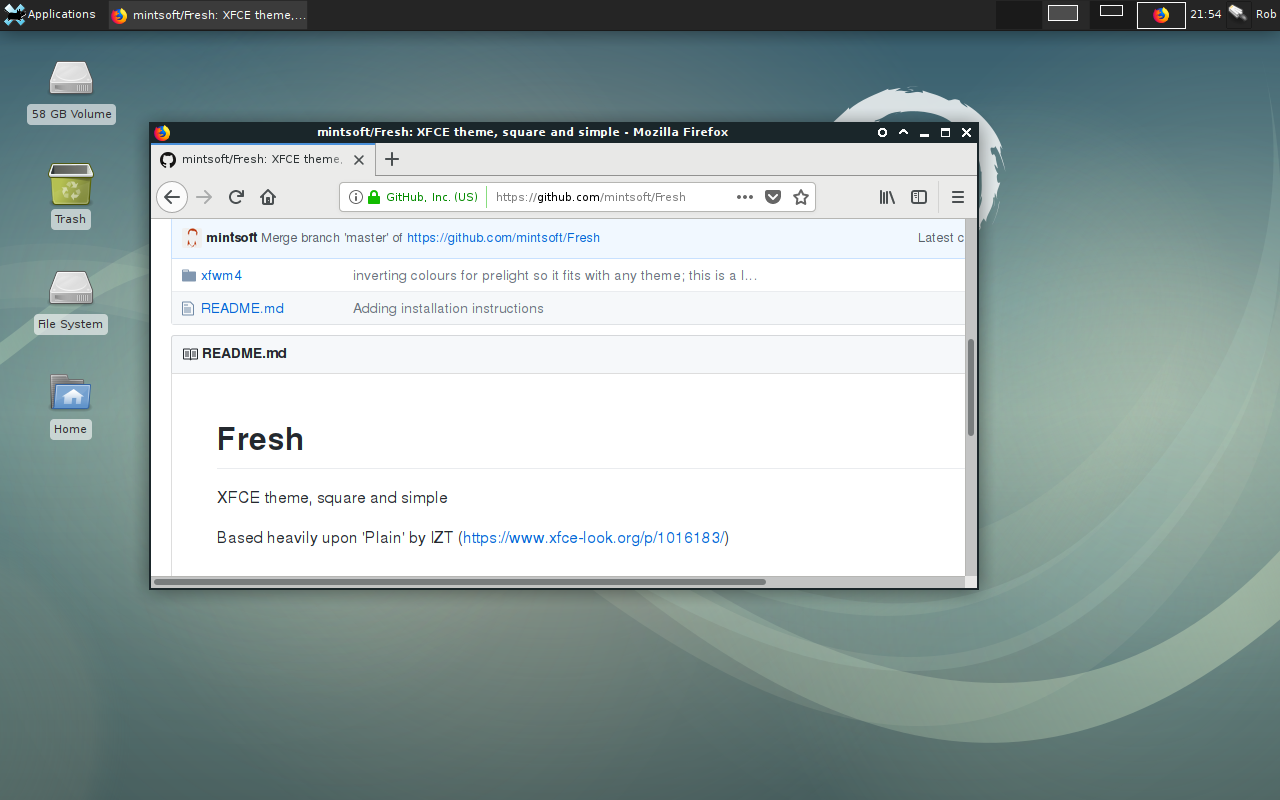 Applications
mintsoft/Fresh: XFCE theme,...
21:54
Rob
58 GB Volume
Trash
File System
Home
mintsoft/Fresh: XFCE theme, square and simple - Mozilla Firefox
mintsoft/Fresh: XFCE theme,
GitHub, Inc. (US)
https://github.com/mintsoft/Fresh
mintsoft Merge branch 'master' of https://github.com/mintsoft/Fresh
Latest c
xfwm4
inverting colours for prelight so it fits with any theme; this is a l...
README.md
Adding installation instructions
README.md
Fresh
XFCE theme, square and simple
Based heavily upon 'Plain' by IZT (https://www.xfce-look.org/p/1016183/)